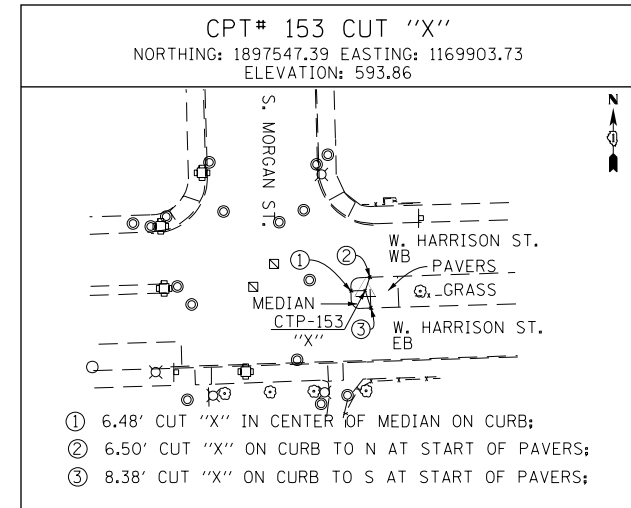 CPT# 153 CUT "X"
NORTHING: 1897547.39 EASTING: 1169903.73
ELEVATION: 593.86
N
S. MORGAN ST.
W. HARRISON ST.
WB
1
2
PAVERS
GRASS
MEDIAN
CTP-153
"X"
3
W. HARRISON ST.
EB
1 6.48' CUT "X" IN CENTER OF MEDIAN ON CURB;
2 6.50' CUT "X" ON CURB TO N AT START OF PAVERS;
3 8.38' CUT "X" ON CURB TO S AT START OF PAVERS;